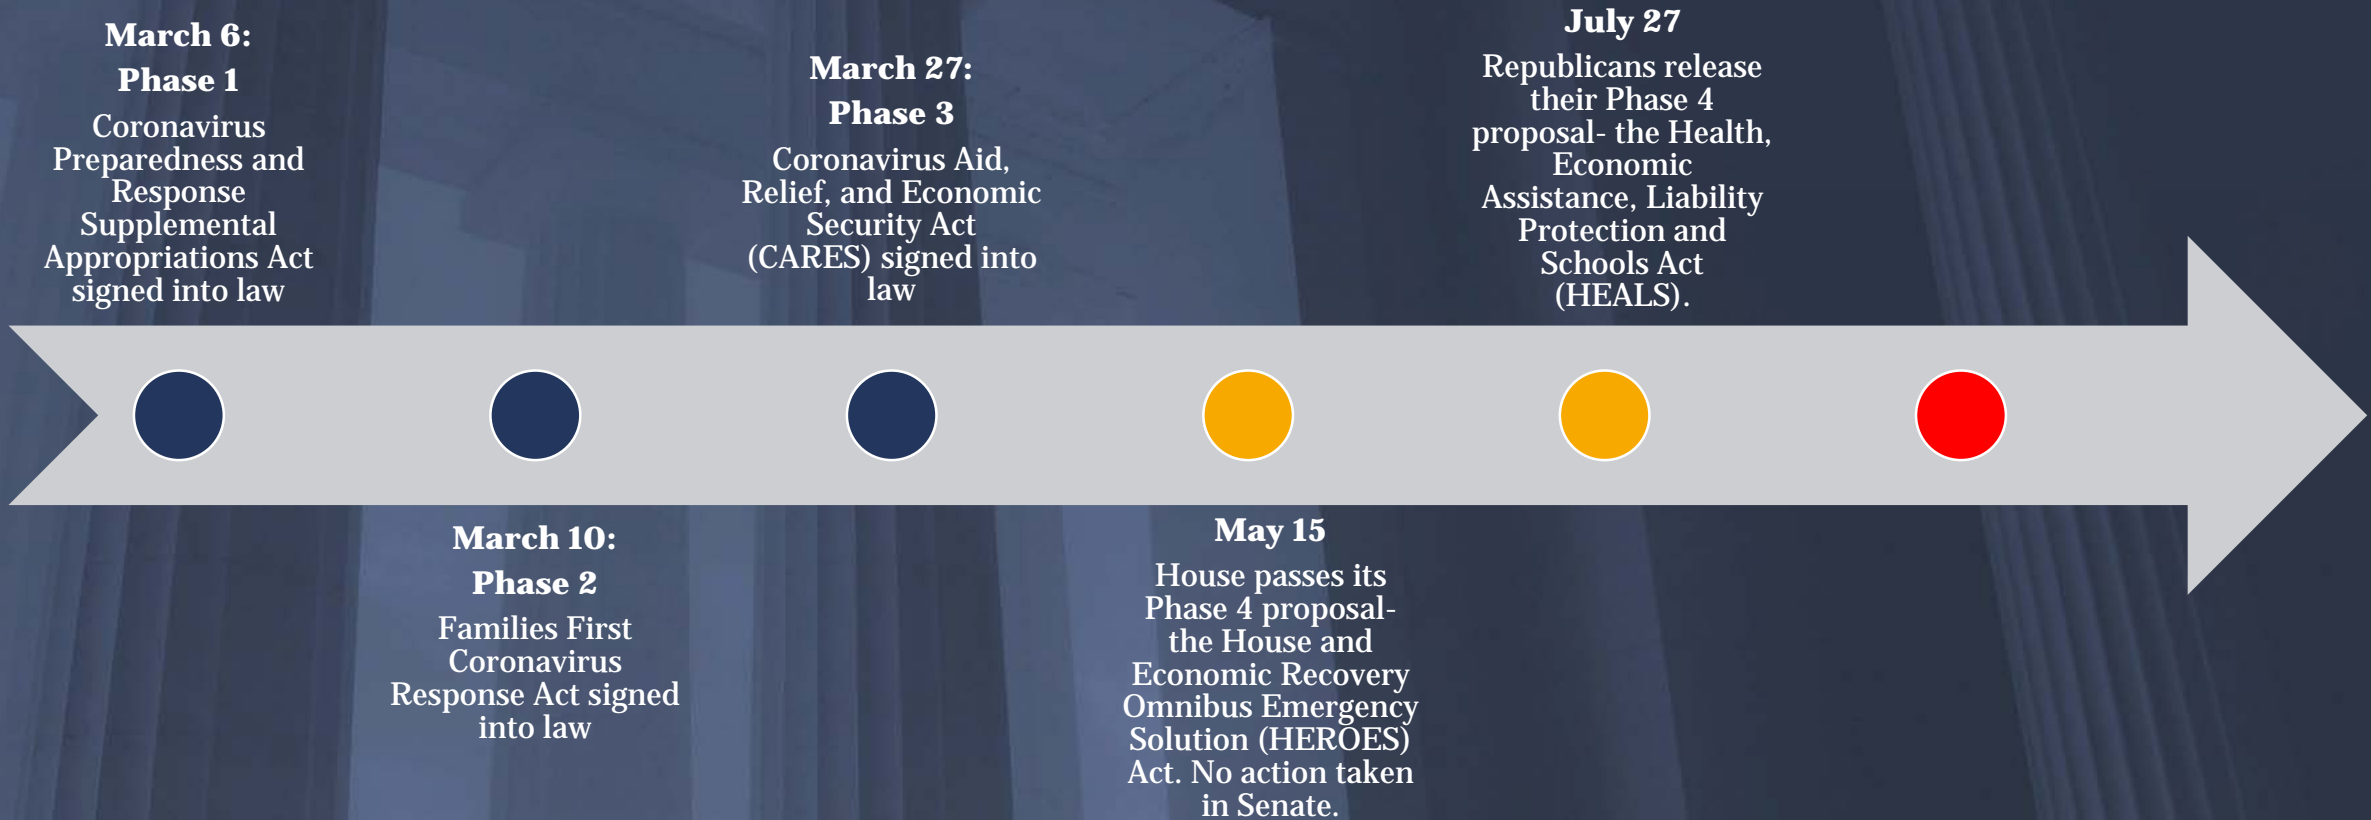 March 6:
Phase 1
Coronavirus
Preparedness and
Response
Supplemental
Appropriations Act
signed into law
March 10:
Phase 2
Families First
Coronavirus
Response Act signed
into law
March 27:
Phase 3
Coronavirus Aid,
Relief, and Economic
Security Act
(CARES) signed into
law
May 15
House passes its
Phase 4 proposal-
the House and
Economic Recovery
Omnibus Emergency
Solution (HEROES)
Act. No action taken
in Senate.
July 27
Republicans release
their Phase 4
proposal- the Health,
Economic
Assistance, Liability
Protection and
Schools Act
(HEALS).